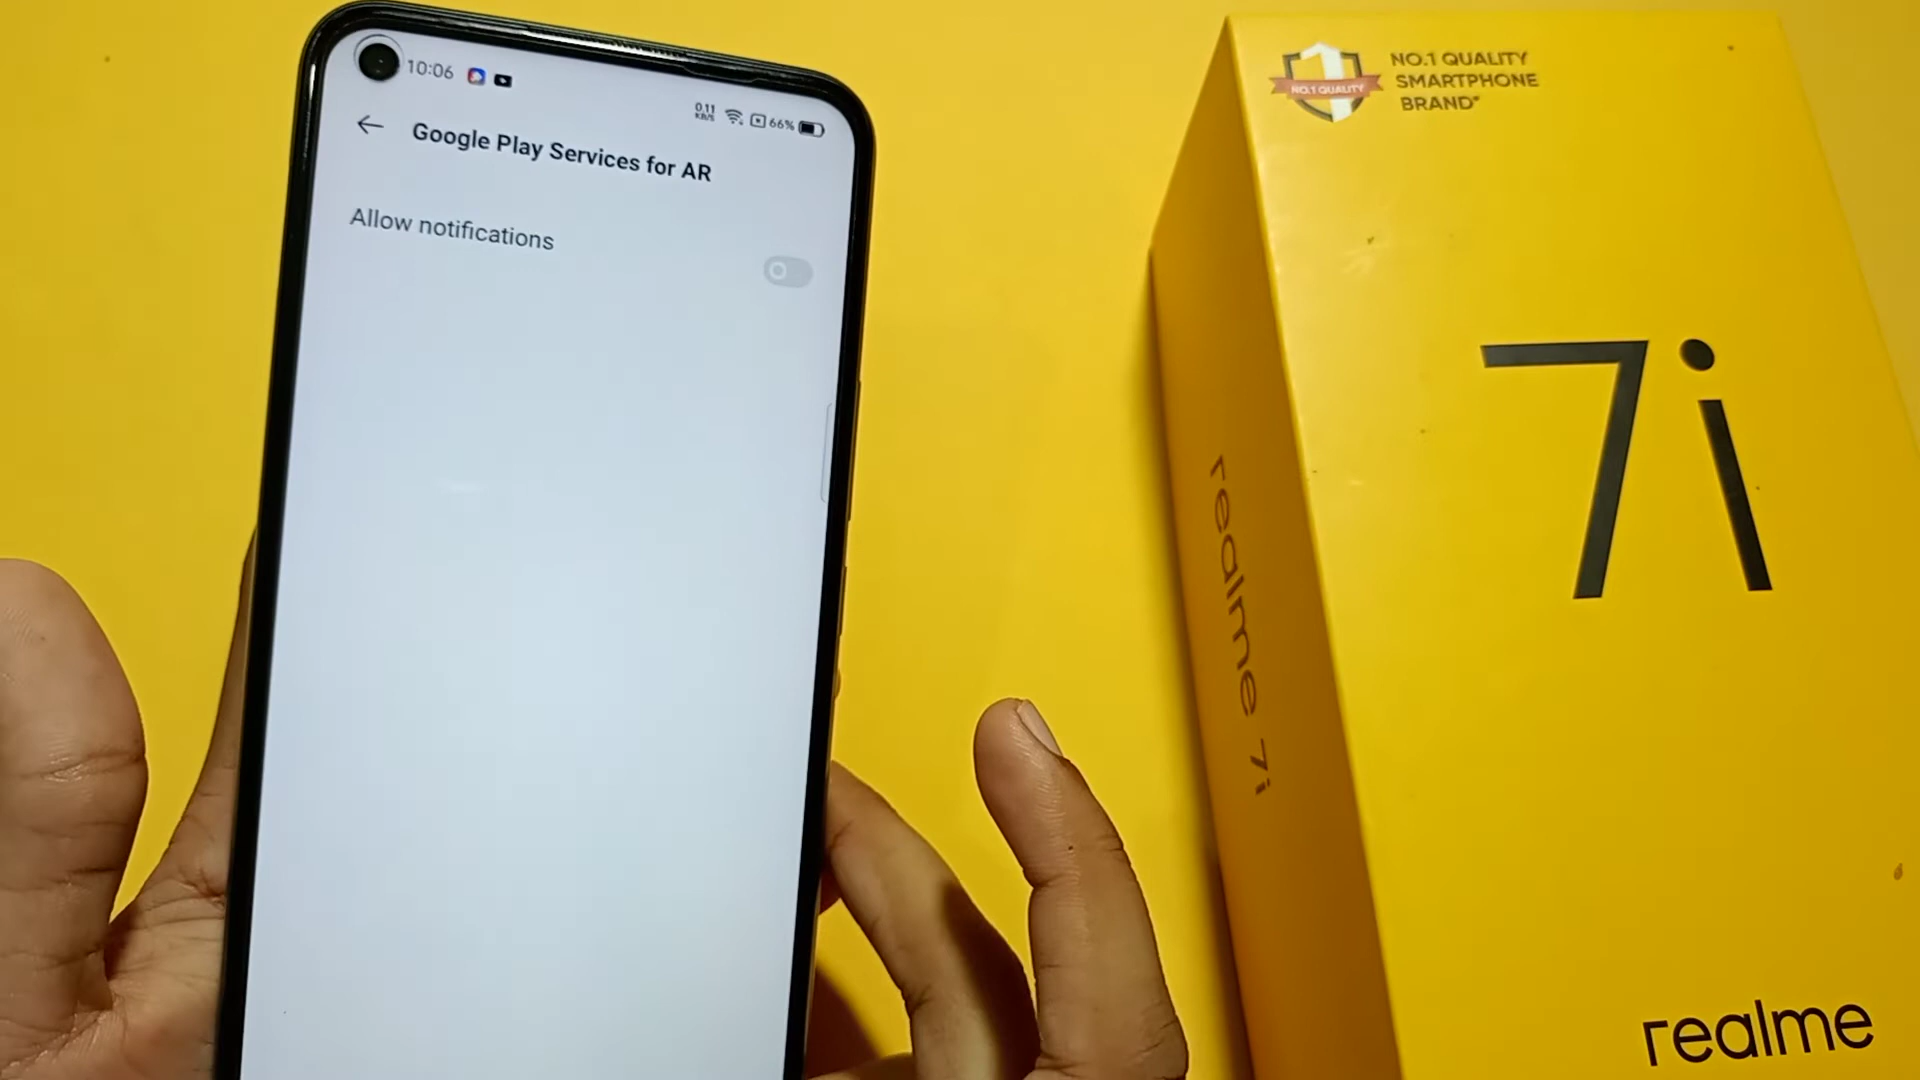 10:06
0.11
KB/S
66%
Google Play Services for AR
Allow notifications
NO.1 QUALITY
NO.1 QUALITY
SMARTPHONE
BRAND*
7i
realme 7i
realme